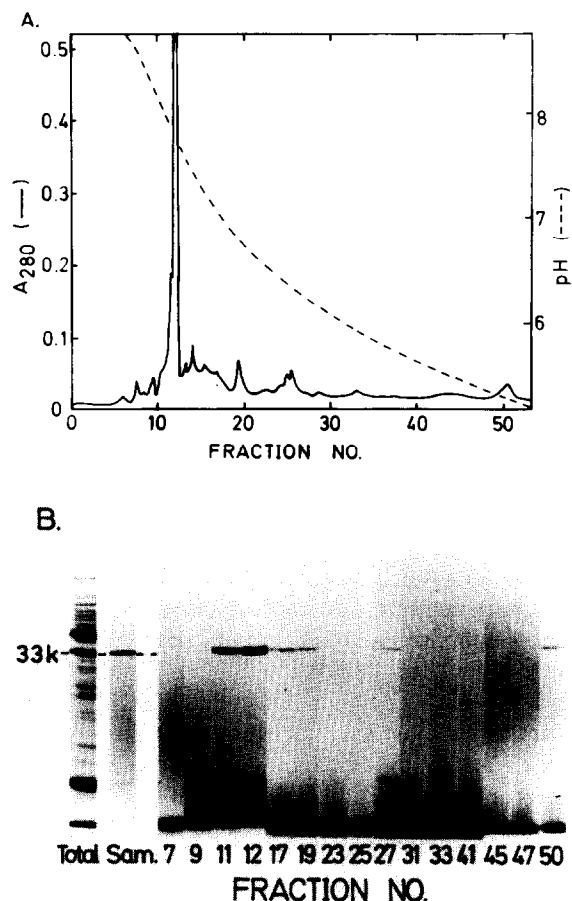 A.
0.5
0.4
0.3
0.2
0.1
0
A280 (—)
8
7
6
pH (----)
0 10 20 30 40 50
FRACTION NO.
B.
33k
Total Sam. 7 9 11 12 17 19 23 25 27 31 33 41 45 47 50
FRACTION NO.